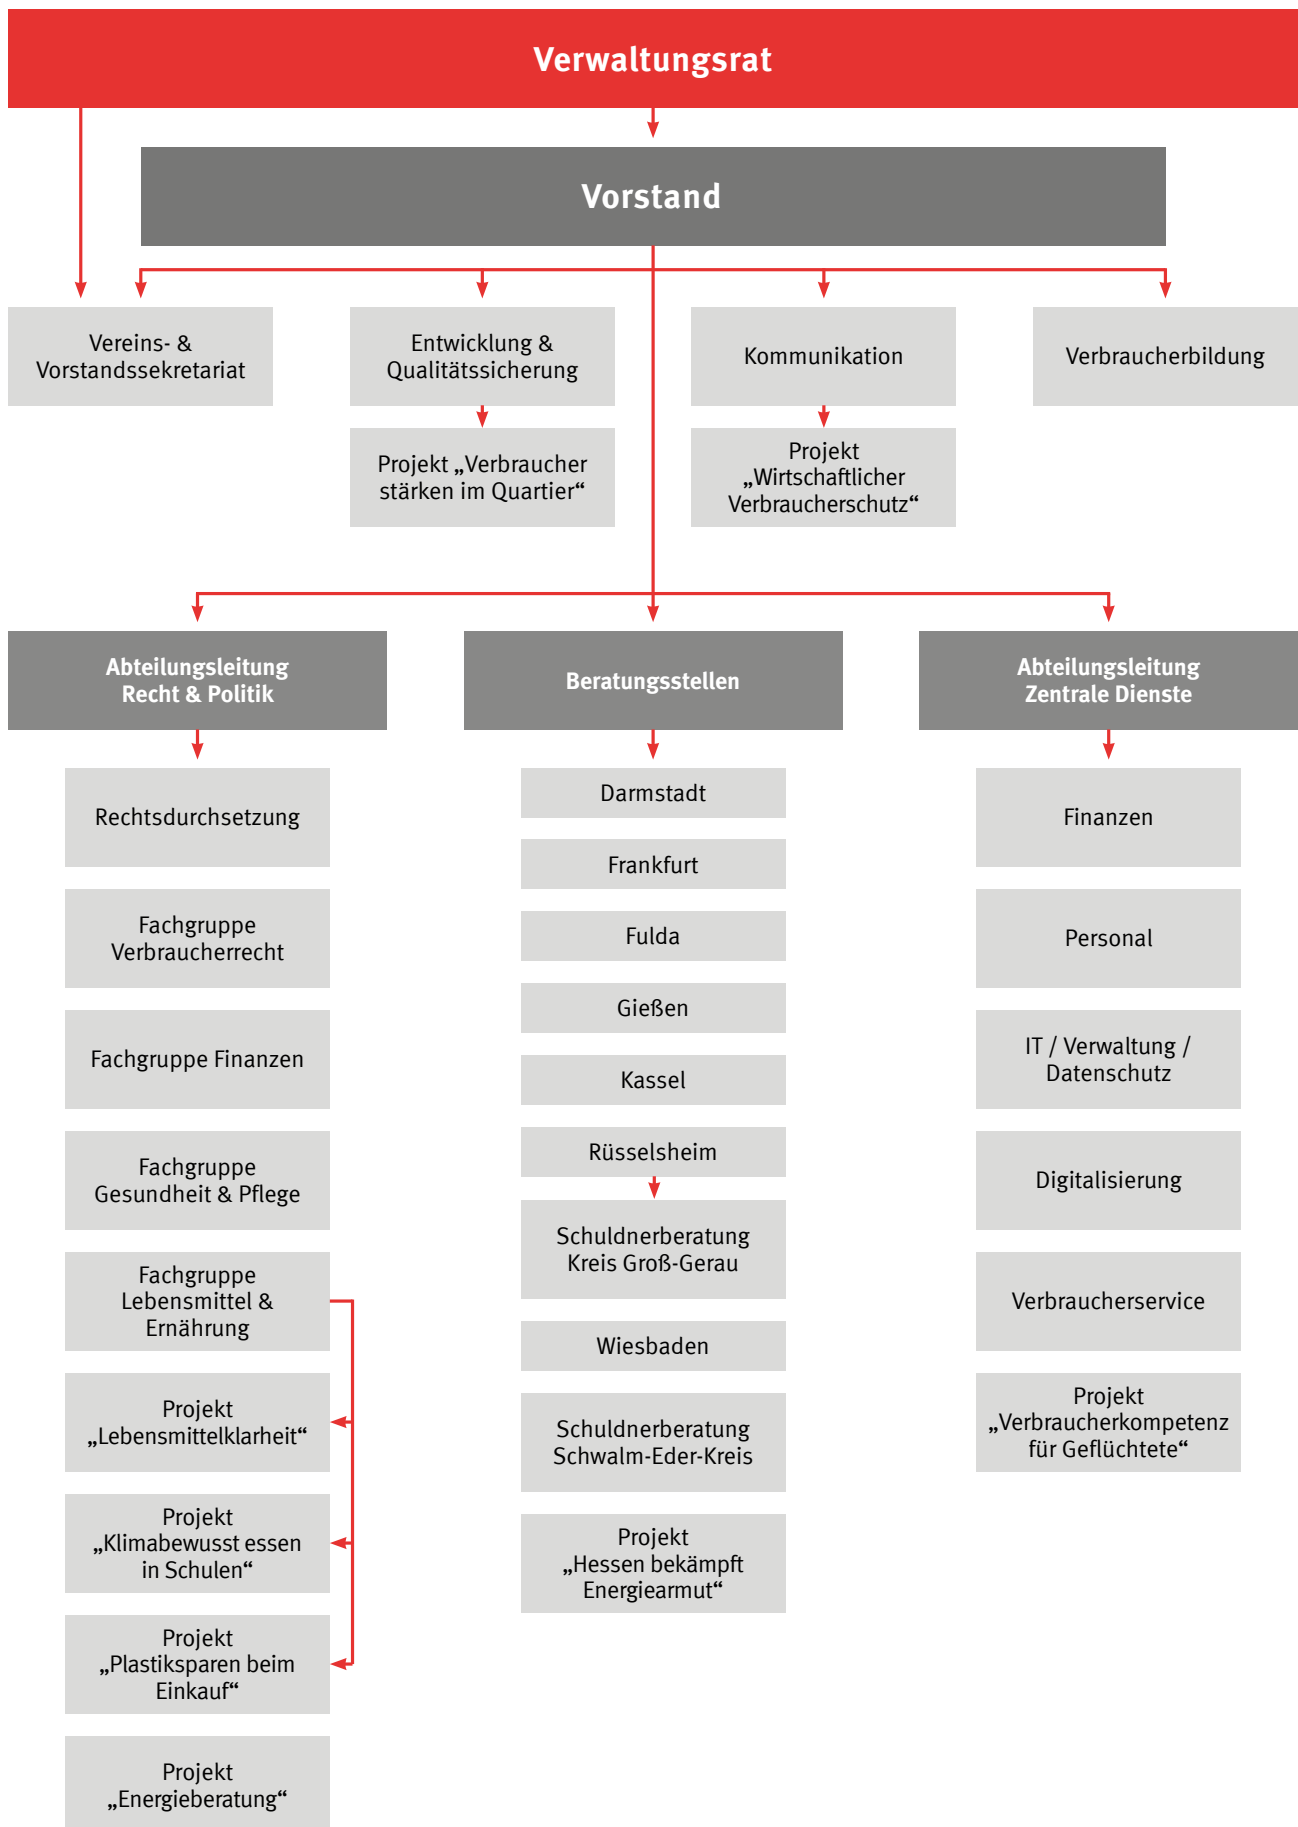 Verwaltungsrat
Vorstand
Vereins- &
Vorstandssekretariat
Entwicklung &
Qualitätssicherung
Kommunikation
Verbraucherbildung
Projekt „Verbraucher
stärken im Quartier“
Projekt
„Wirtschaftlicher
Verbraucherschutz“
Abteilungsleitung
Recht & Politik
Beratungsstellen
Abteilungsleitung
Zentrale Dienste
Rechtsdurchsetzung
Fachgruppe
Verbraucherrecht
Fachgruppe Finanzen
Fachgruppe
Gesundheit & Pflege
Fachgruppe
Lebensmittel &
Ernährung
Projekt
„Lebensmittelklarheit“
Projekt
„Klimabewusst essen
in Schulen“
Projekt
„Plastiksparen beim
Einkauf“
Projekt
„Energieberatung“
Darmstadt
Frankfurt
Fulda
Gießen
Kassel
Rüsselsheim
Schuldnerberatung
Kreis Groß-Gerau
Wiesbaden
Schuldnerberatung
Schwalm-Eder-Kreis
Projekt
„Hessen bekämpft
Energiearmut“
Finanzen
Personal
IT / Verwaltung /
Datenschutz
Digitalisierung
Verbraucherservice
Projekt
„Verbraucherkompetenz
für Geflüchtete“